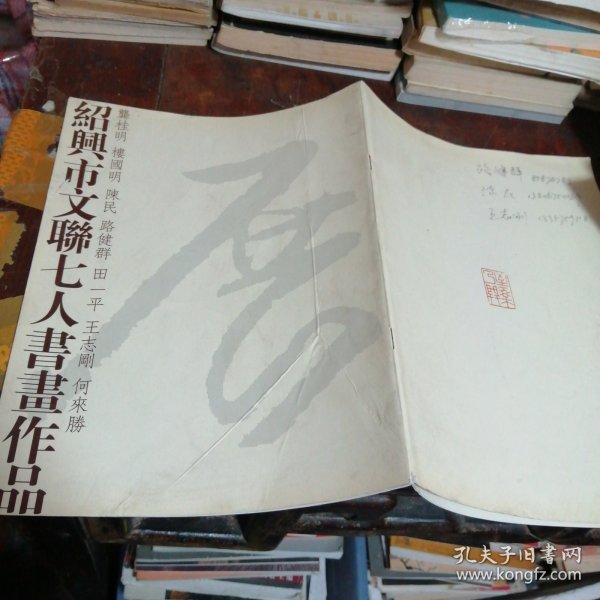 紹興市文聯七人書畫作品
展
龔桂明 樓國明 陳民 路健群 田一平 王志剛 何來勝
孔夫子旧书网
www.kongfz.com